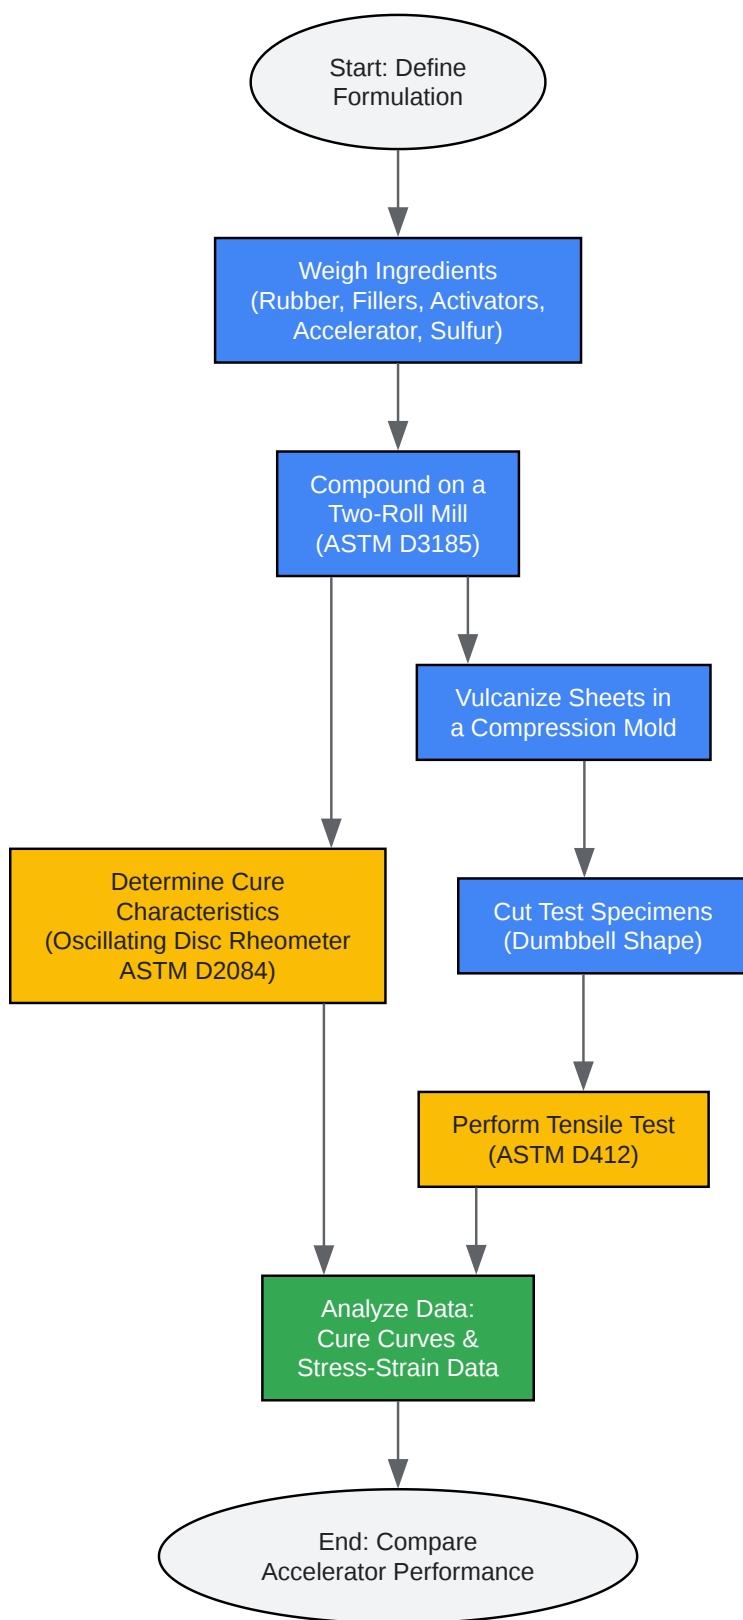 Start: Define
Formulation
Weigh Ingredients
(Rubber, Fillers, Activators,
Accelerator, Sulfur)
Compound on a
Two-Roll Mill
(ASTM D3185)
Vulcanize Sheets in
a Compression Mold
Determine Cure
Characteristics
(Oscillating Disc Rheometer
ASTM D2084)
Cut Test Specimens
(Dumbbell Shape)
Perform Tensile Test
(ASTM D412)
Analyze Data:
Cure Curves &
Stress-Strain Data
End: Compare
Accelerator Performance